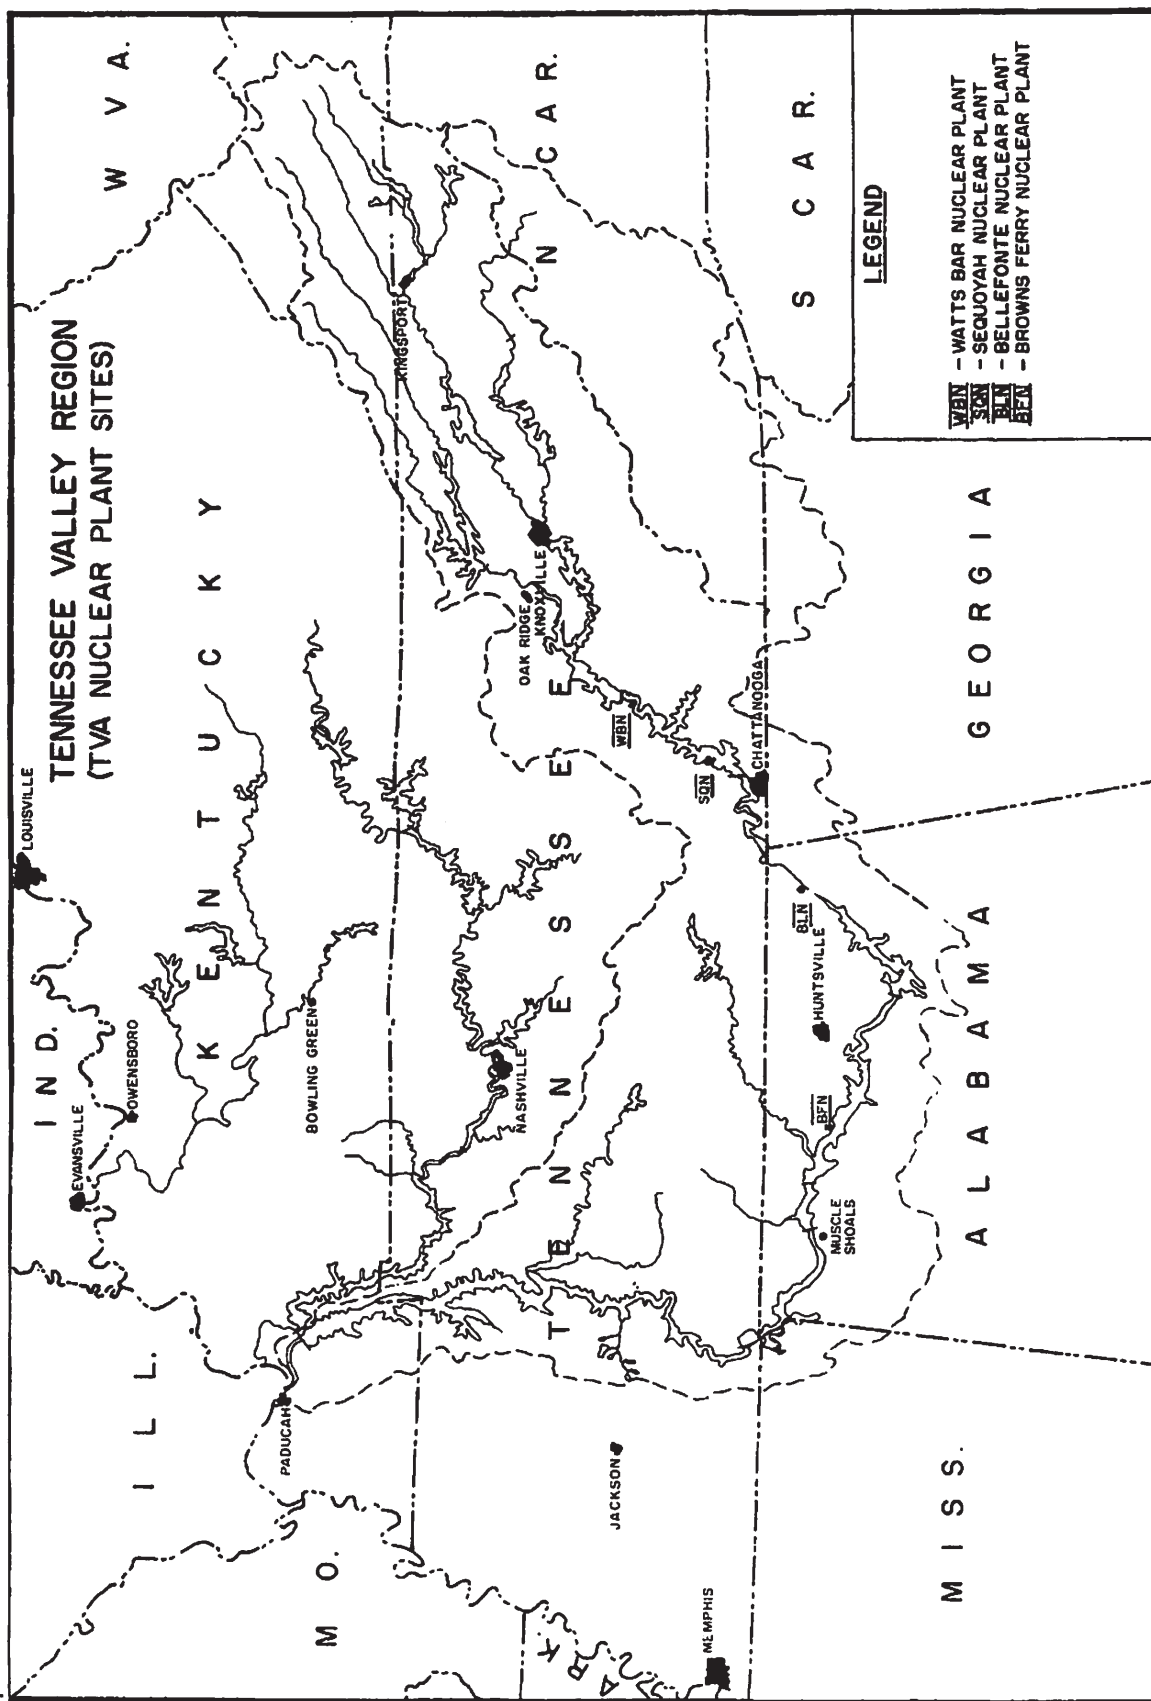 TENNESSEE VALLEY REGION
(TVA NUCLEAR PLANT SITES)
LOUISVILLE
I N D.
EVANSVILLE
OWENSBORO
I L L.
W V A.
K E N T U C K Y
BOWLING GREEN
PADUCAH
M O.
KINGSPORT
NASHVILLE
OAK RIDGE
KNOXVILLE
N C A R.
T E N N E S S E E
JACKSON
WBN
SQN
CHATTANOOGA
MEMPHIS
A R K.
S C A R.
BLN
HUNTSVILLE
BFN
MUSCLE
SHOALS
M I S S.
A L A B A M A
G E O R G I A
LEGEND
WBN – WATTS BAR NUCLEAR PLANT
SQN – SEQUOYAH NUCLEAR PLANT
BLN – BELLEFONTE NUCLEAR PLANT
BFN – BROWNS FERRY NUCLEAR PLANT